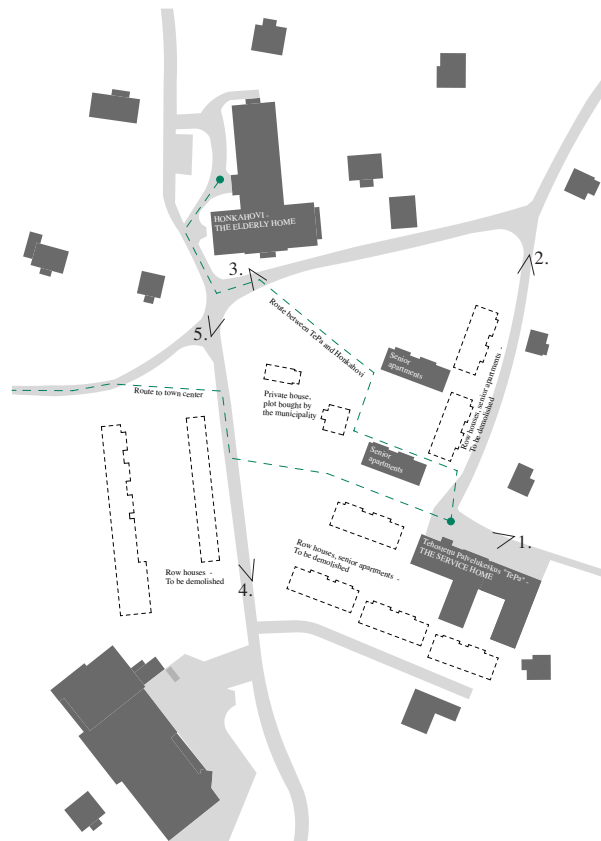 HONKAHOVI -
THE ELDERLY HOME
2.
3.
Route between TePa and Honkahovi
5.
Senior
apartments
Row houses, senior apartments -
To be demolished
Private house,
plot bought by
the municipality
Route to town center
Senior
apartments
1.
Tehostettu Palvelukeskus "TePa" -
THE SERVICE HOME
Row houses, senior apartments -
To be demolished
Row houses -
To be demolished
4.